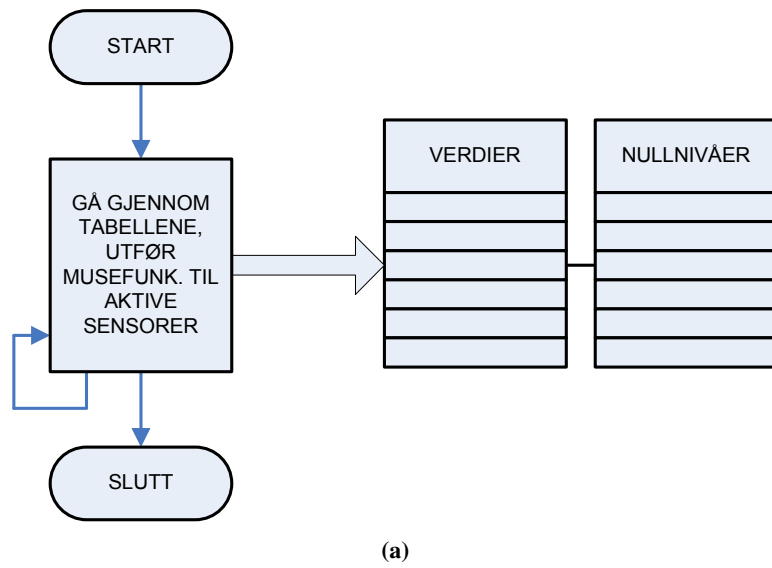 START
GÅ GJENNOM
TABELLENE,
UTFØR
MUSEFUNK. TIL
AKTIVE
SENSORER
VERDIER
NULLNIVÅER
SLUTT
(a)